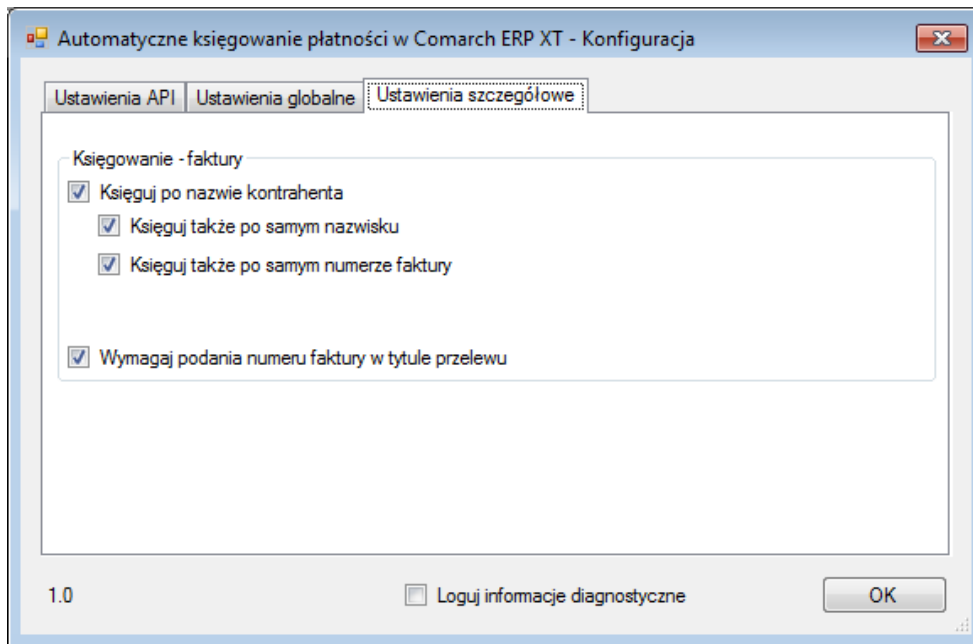 Automatyczne księgowanie płatności w Comarch ERP XT - Konfiguracja
Ustawienia API Ustawienia globalne Ustawienia szczegółowe
Księgowanie - faktury
Księguj po nazwie kontrahenta
Księguj także po samym nazwisku
Księguj także po samym numerze faktury
Wymagaj podania numeru faktury w tytule przelewu
1.0 Loguj informacje diagnostyczne OK